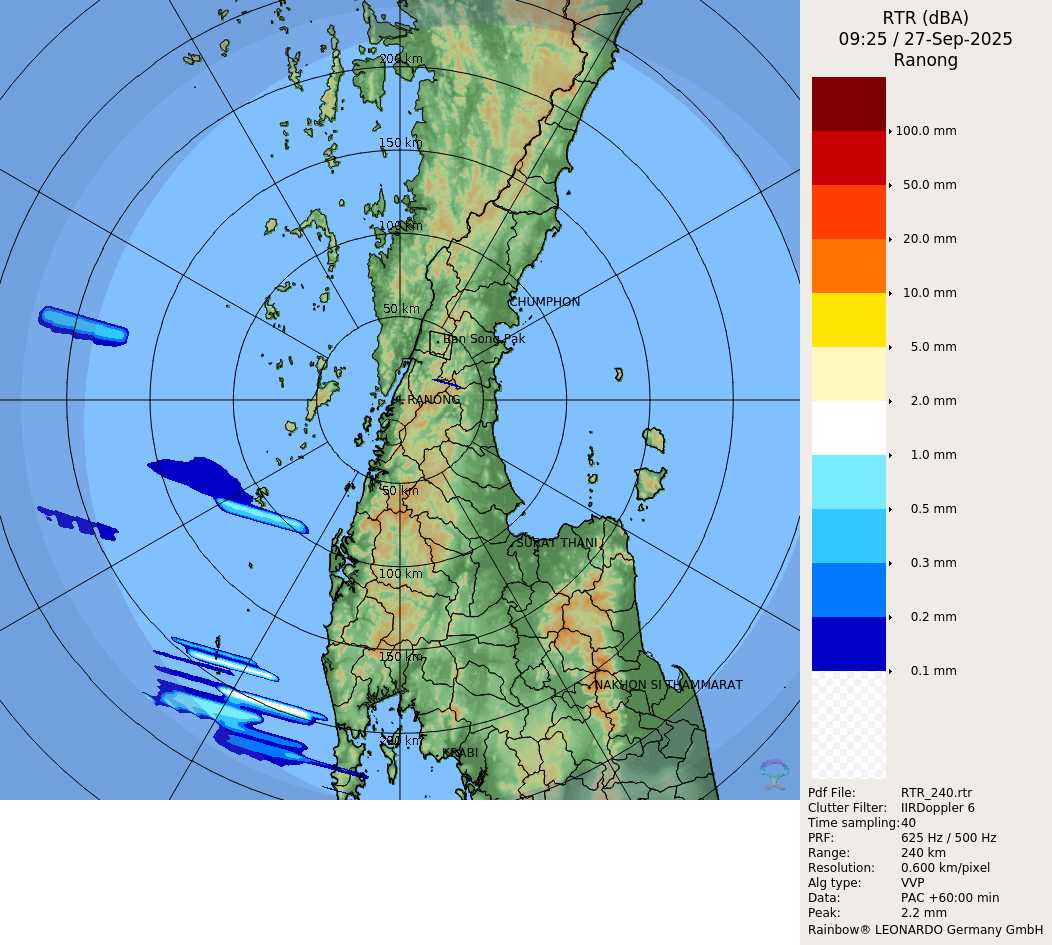 RTR (dBA)
09:25 / 27-Sep-2025
Ranong
100.0 mm
50.0 mm
20.0 mm
10.0 mm
5.0 mm
2.0 mm
1.0 mm
0.5 mm
0.3 mm
0.2 mm
0.1 mm
Pdf File: RTR_240.rtr
Clutter Filter: IIRDoppler 6
Time sampling:40
PRF: 625 Hz / 500 Hz
Range: 240 km
Resolution: 0.600 km/pixel
Alg type: VVP
Data: PAC +60:00 min
Peak: 2.2 mm
Rainbow® LEONARDO Germany GmbH
200 km
150 km
100 km
50 km
CHUMPHON
Ban Song Pak
RANONG
50 km
SURAT THANI
100 km
150 km
NAKHON SI THAMMARAT
200 km
KRABI